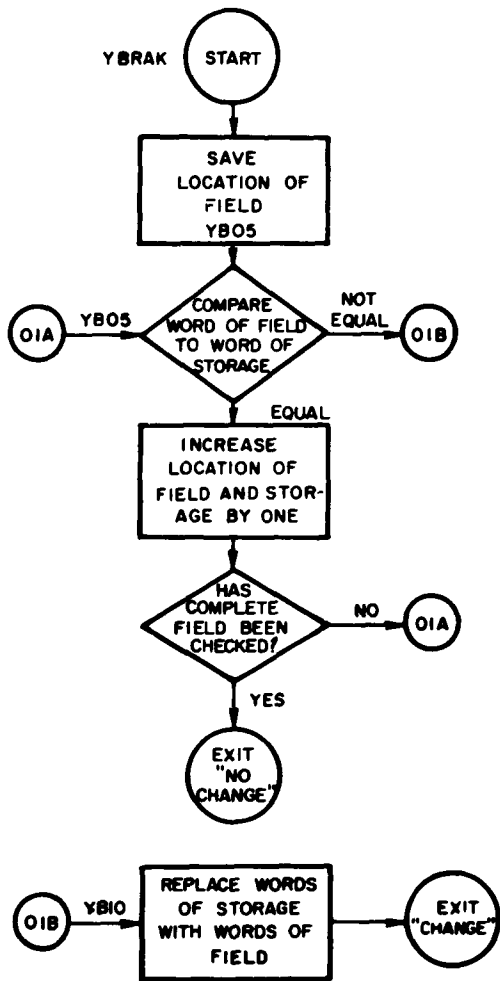 YBRAK
START
SAVE
LOCATION OF
FIELD
YB05
COMPARE
WORD OF FIELD
TO WORD OF
STORAGE
01A
YB05
NOT
EQUAL
01B
EQUAL
INCREASE
LOCATION OF
FIELD AND STOR-
AGE BY ONE
HAS
COMPLETE
FIELD BEEN
CHECKED?
NO
01A
YES
EXIT
"NO
CHANGE"
01B
YB10
REPLACE WORDS
OF STORAGE
WITH WORDS OF
FIELD
EXIT
"CHANGE"